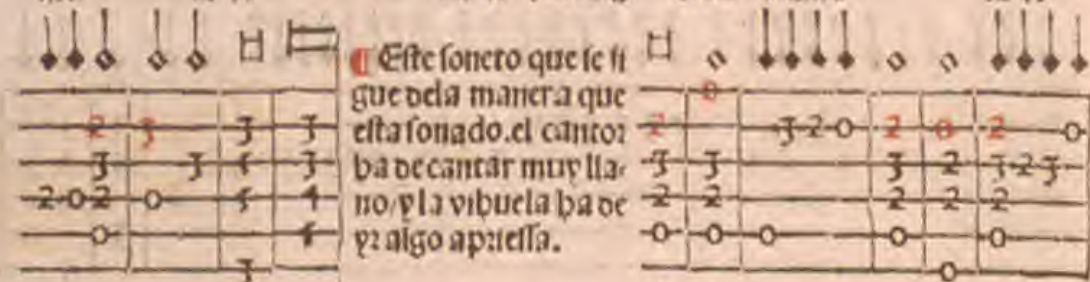 ¶ Este soneto que se si
gue dela manera que
esta sonado. el cantor
ha de cantar muy lla-
no/y la vihuela ha de
yr algo apriessa.